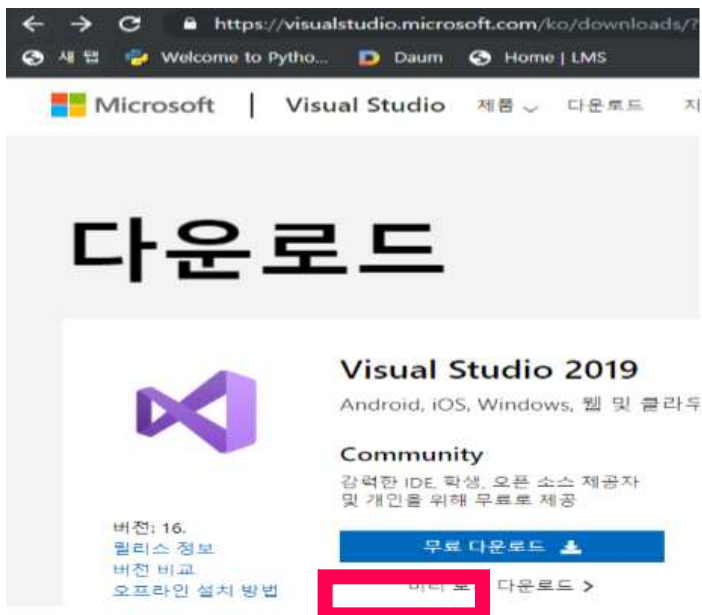 https://visualstudio.microsoft.com/ko/downloads/?
새 탭 Welcome to Pytho... Daum Home | LMS
Microsoft | Visual Studio 제품 다운로드
다운로드
Visual Studio 2019
Android, iOS, Windows, 웹 및 클라우
Community
강력한 IDE, 학생, 오픈 소스 제공자
및 개인을 위해 무료로 제공
버전: 16.
릴리스 정보
버전 비교
오프라인 설치 방법
무료 다운로드
다운로드 >